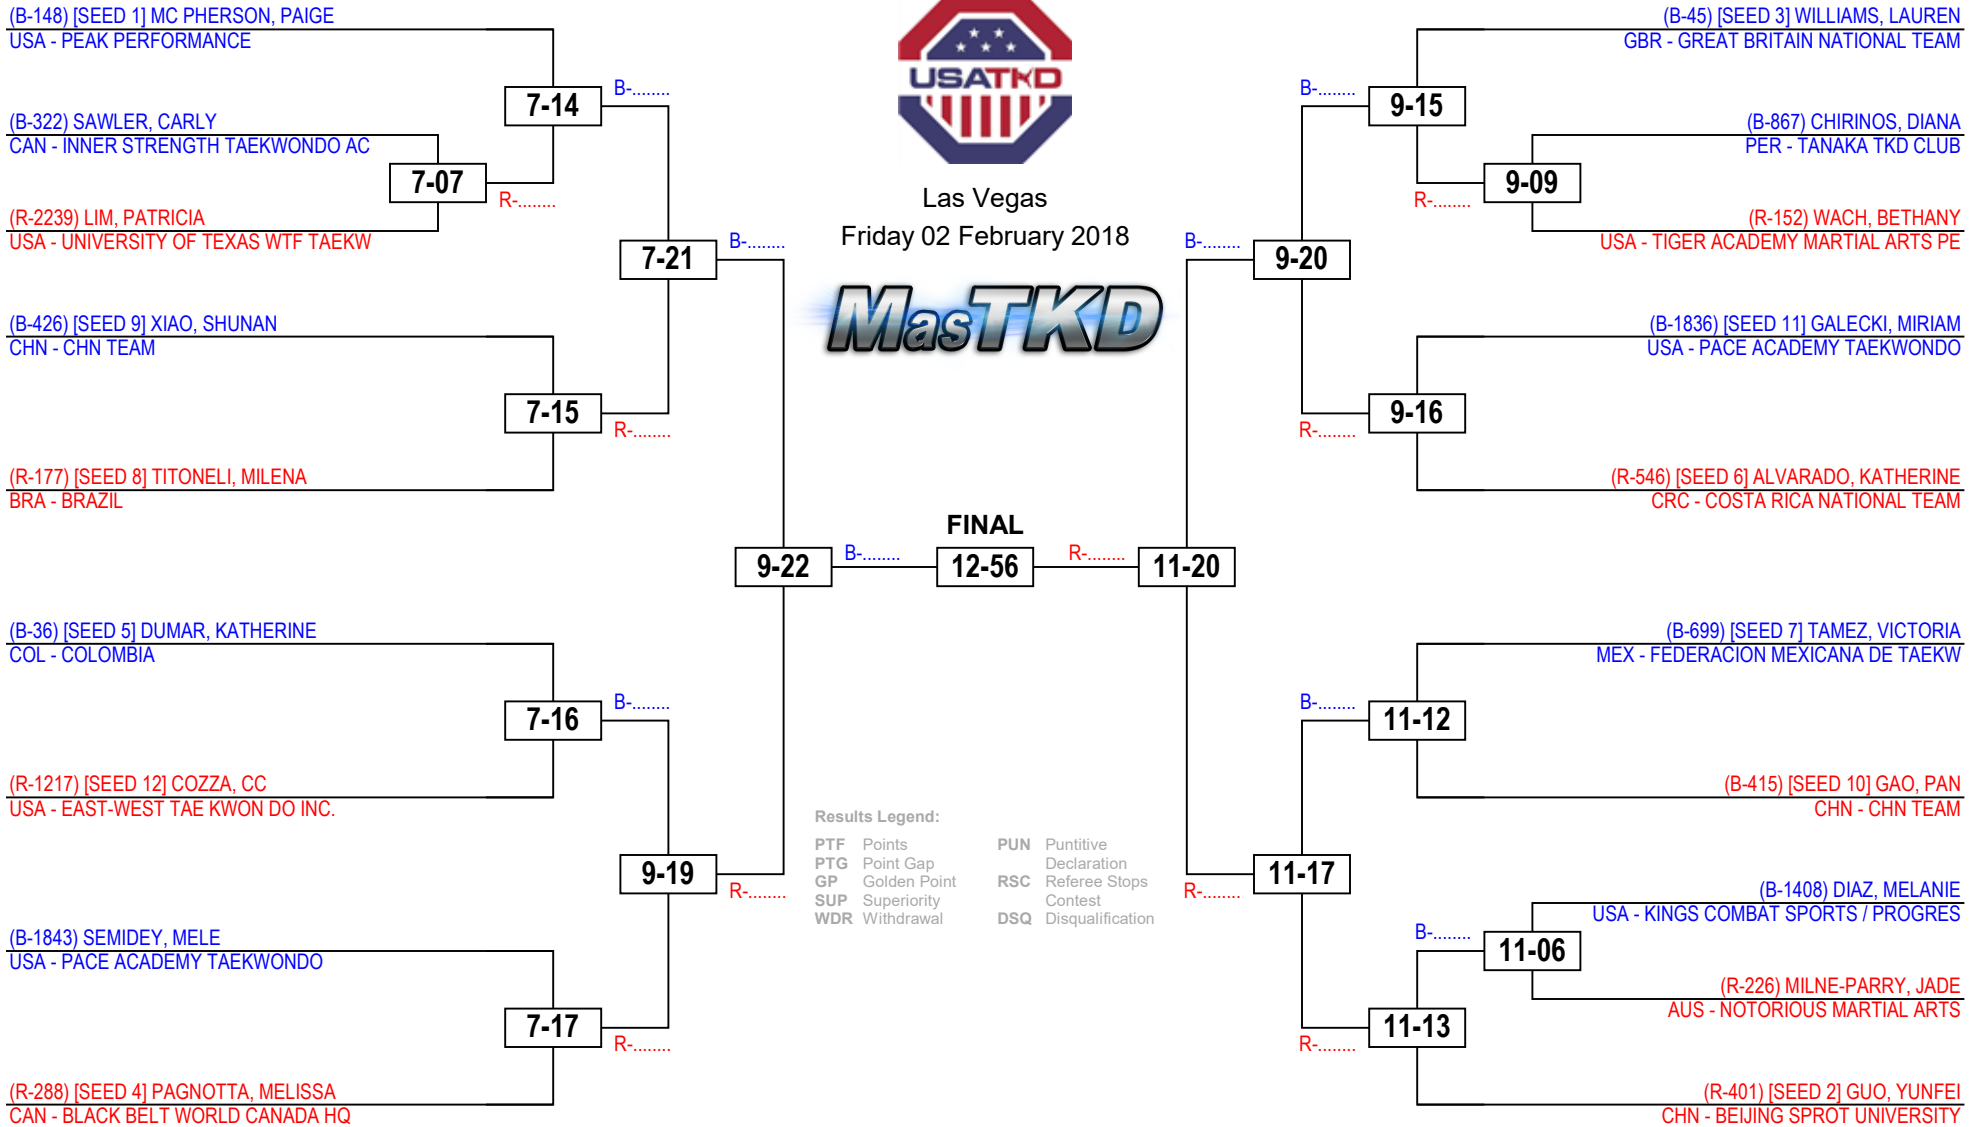 (B-148) [SEED 1] MC PHERSON, PAIGE
USA - PEAK PERFORMANCE
7-14
B-........
(B-322) SAWLER, CARLY
CAN - INNER STRENGTH TAEKWONDO AC
7-07
R-........
(R-2239) LIM, PATRICIA
USA - UNIVERSITY OF TEXAS WTF TAEKW
7-21
B-........
(B-426) [SEED 9] XIAO, SHUNAN
CHN - CHN TEAM
7-15
R-........
(R-177) [SEED 8] TITONELI, MILENA
BRA - BRAZIL
9-22
B-........
(B-36) [SEED 5] DUMAR, KATHERINE
COL - COLOMBIA
7-16
B-........
(R-1217) [SEED 12] COZZA, CC
USA - EAST-WEST TAE KWON DO INC.
9-19
R-........
(B-1843) SEMIDEY, MELE
USA - PACE ACADEMY TAEKWONDO
7-17
R-........
(R-288) [SEED 4] PAGNOTTA, MELISSA
CAN - BLACK BELT WORLD CANADA HQ
USATKD
Las Vegas
Friday 02 February 2018
MasTKD
FINAL
12-56
Results Legend:
PTF Points
PTG Point Gap
GP Golden Point
SUP Superiority
WDR Withdrawal
PUN Puntitive
Declaration
RSC Referee Stops
Contest
DSQ Disqualification
(B-45) [SEED 3] WILLIAMS, LAUREN
GBR - GREAT BRITAIN NATIONAL TEAM
B-........
9-15
(B-867) CHIRINOS, DIANA
PER - TANAKA TKD CLUB
R-........
9-09
(R-152) WACH, BETHANY
USA - TIGER ACADEMY MARTIAL ARTS PE
B-........
9-20
(B-1836) [SEED 11] GALECKI, MIRIAM
USA - PACE ACADEMY TAEKWONDO
R-........
9-16
(R-546) [SEED 6] ALVARADO, KATHERINE
CRC - COSTA RICA NATIONAL TEAM
R-........
11-20
(B-699) [SEED 7] TAMEZ, VICTORIA
MEX - FEDERACION MEXICANA DE TAEKW
B-........
11-12
(B-415) [SEED 10] GAO, PAN
CHN - CHN TEAM
R-........
11-17
(B-1408) DIAZ, MELANIE
USA - KINGS COMBAT SPORTS / PROGRES
B-........
11-06
(R-226) MILNE-PARRY, JADE
AUS - NOTORIOUS MARTIAL ARTS
R-........
11-13
(R-401) [SEED 2] GUO, YUNFEI
CHN - BEIJING SPROT UNIVERSITY